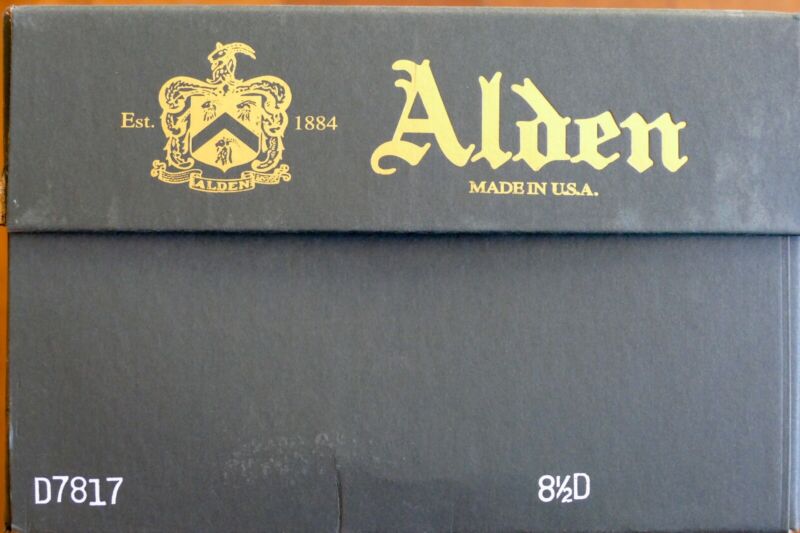 Est. 1884
ALDEN
Alden
MADE IN U.S.A.
D7817 8½D